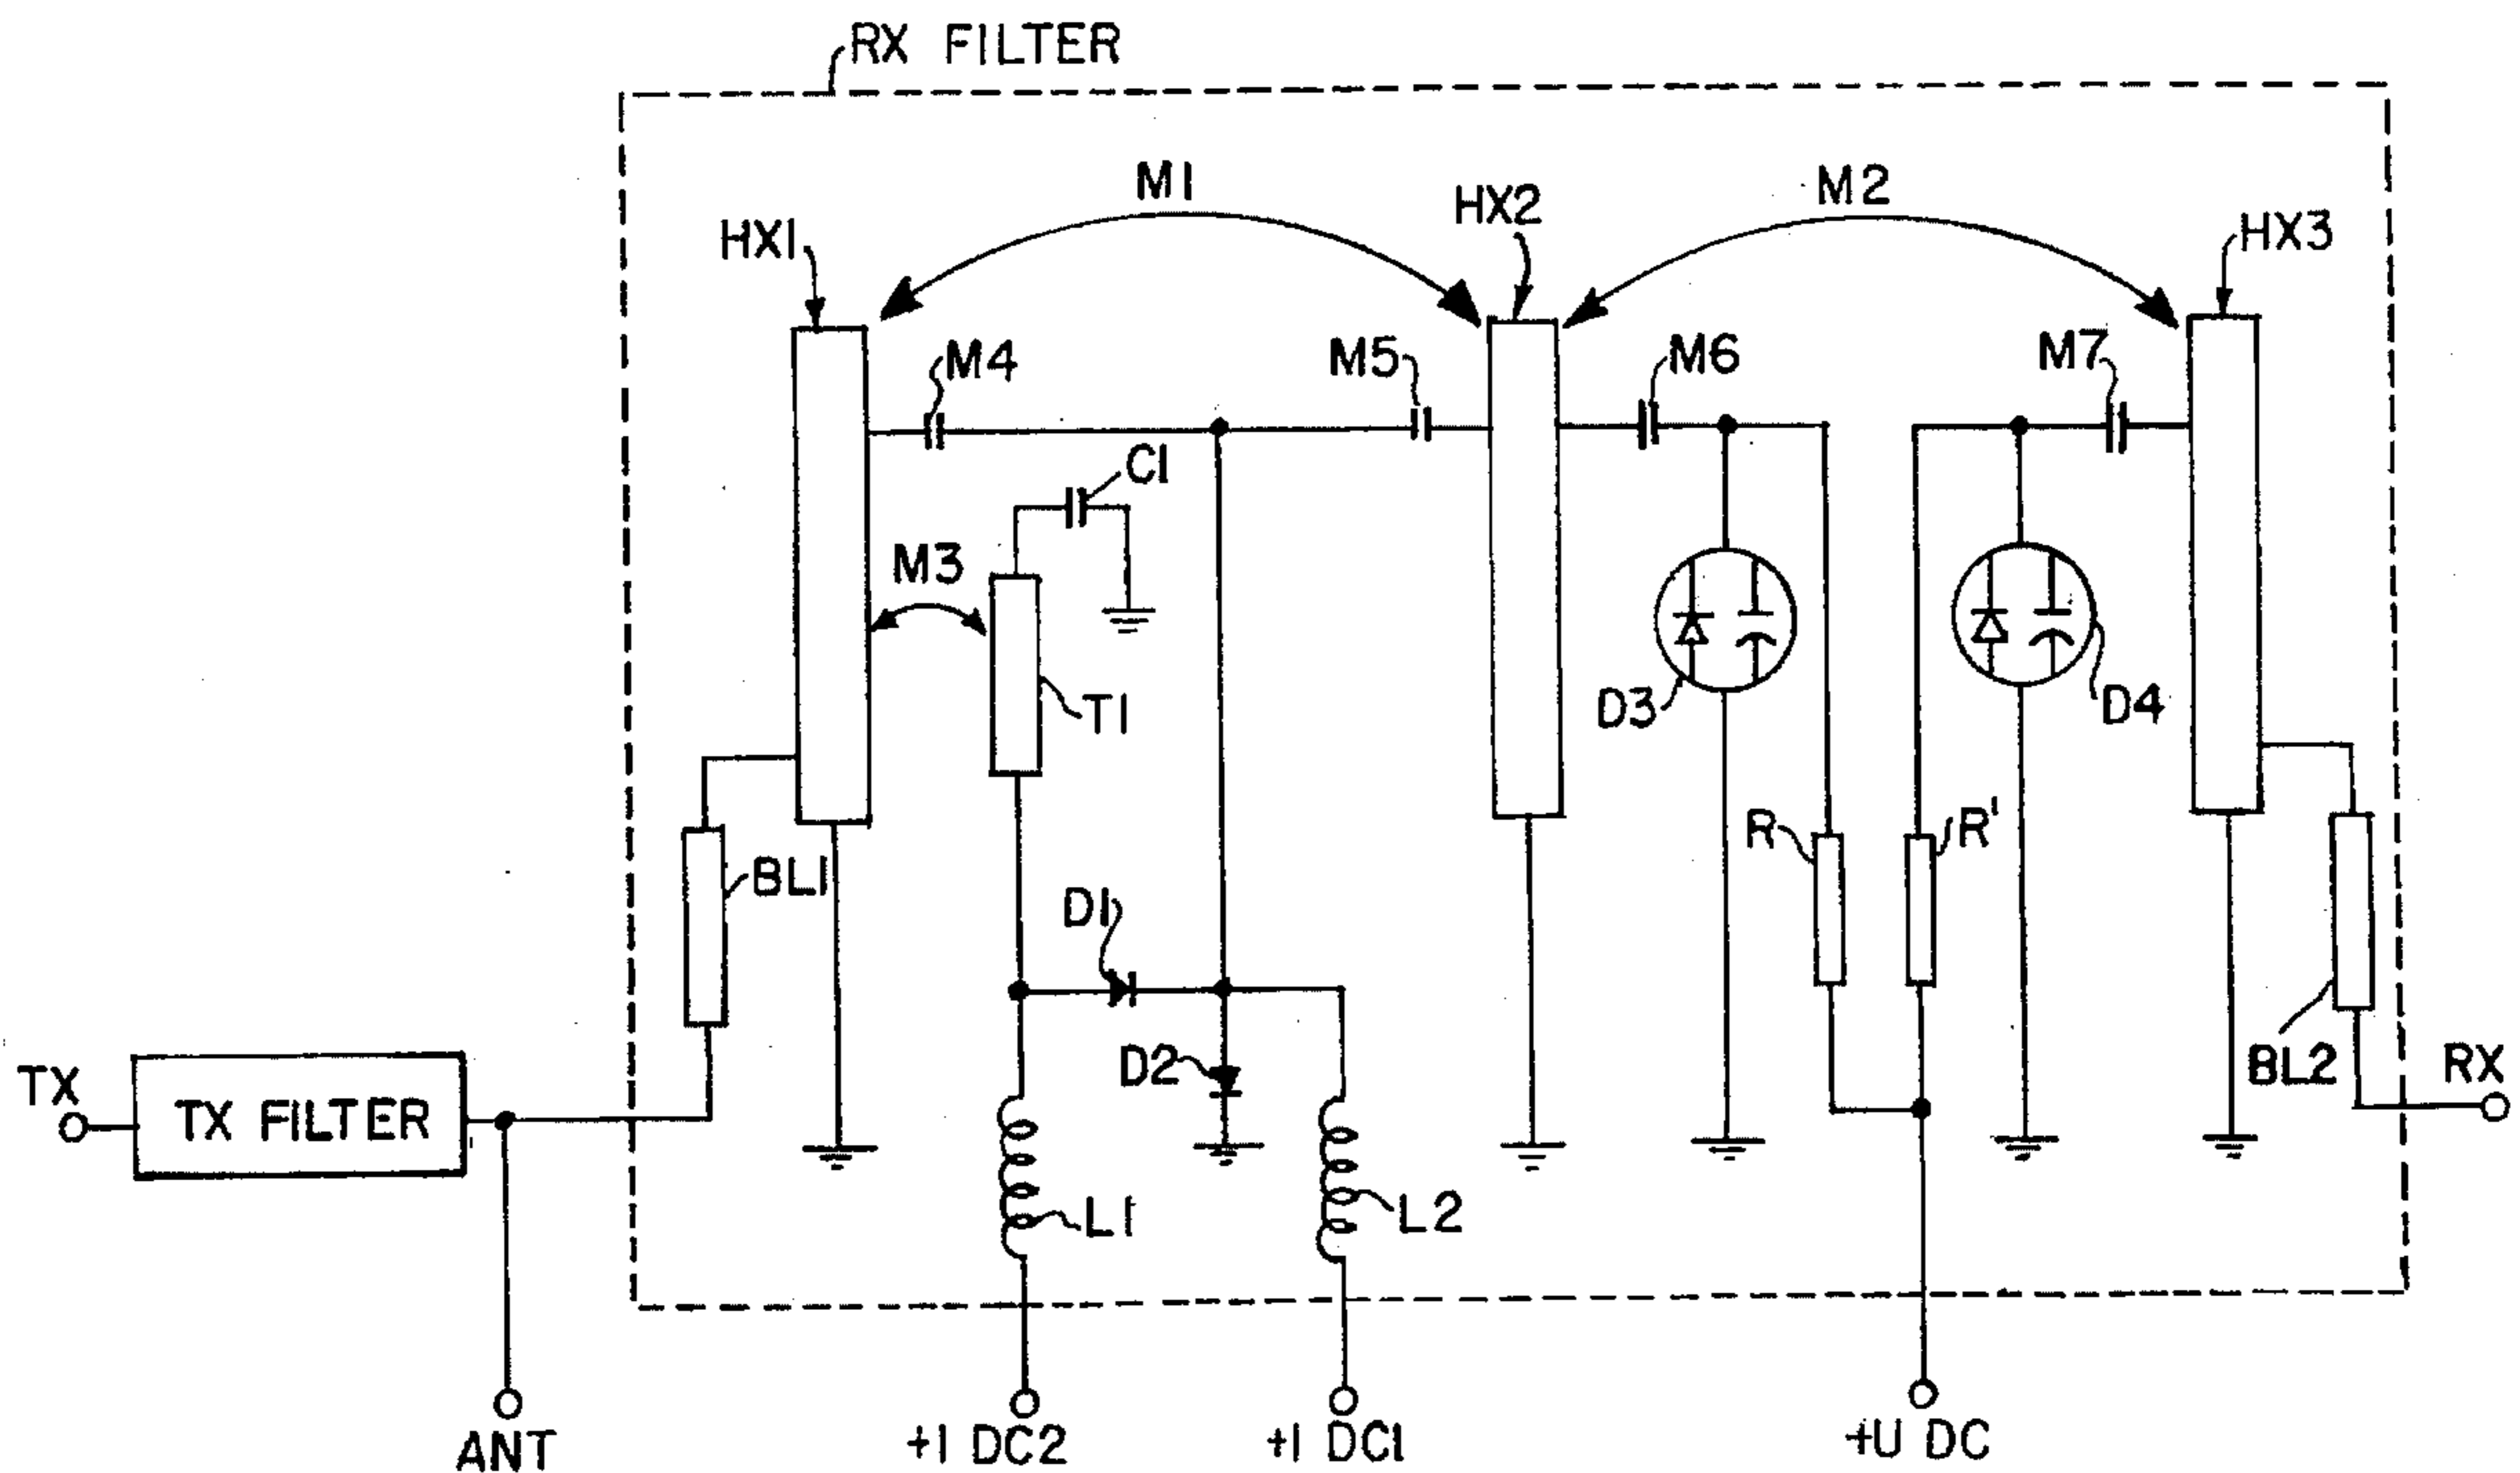 RX FILTER
M1
M2
HX1
HX2
HX3
M4
M5
M6
M7
C1
M3
T1
D3
D4
BL1
R
R'
D1
D2
BL2
TX
TX FILTER
RX
L1
L2
ANT
+I DC2
+I DC1
+U DC